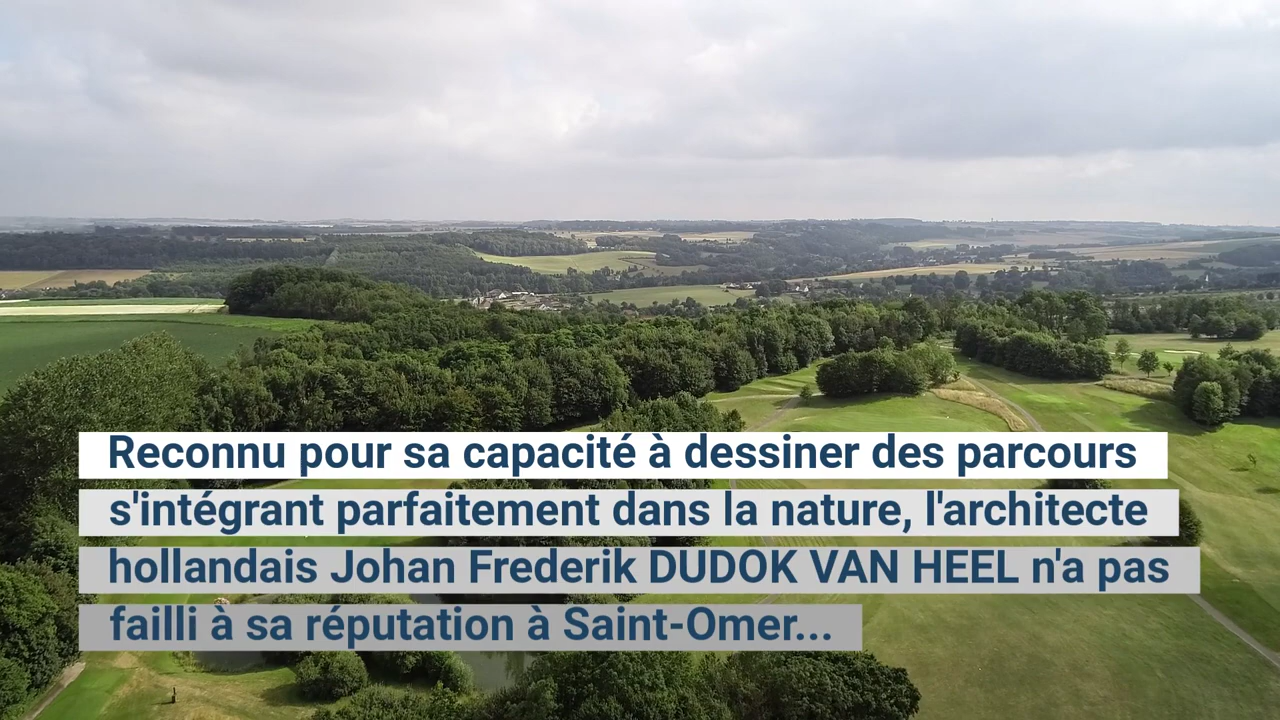 Reconnu pour sa capacité à dessiner des parcours
s'intégrant parfaitement dans la nature, l'architecte
hollandais Johan Frederik DUDOK VAN HEEL n'a pas
failli à sa réputation à Saint-Omer...